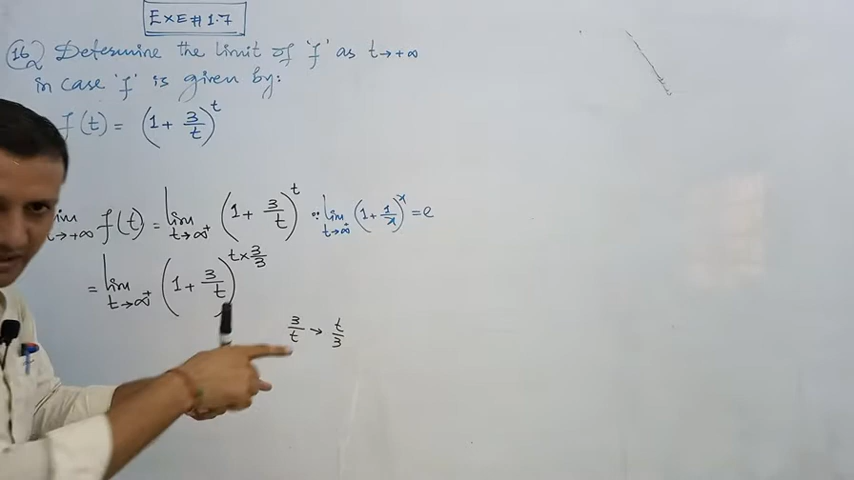 EXE # 1.7
16 Determine the limit of 'f' as t→+∞
in case 'f' is given by:
f(t) = (1 + 3/t)^t
lim t→+∞ f(t) = lim t→∞⁺ (1 + 3/t)^t ∵ lim t→∞⁺ (1 + 1/x)^x = e
= lim t→∞⁺ (1 + 3/t)^(t × 3/3)
3/t → t/3